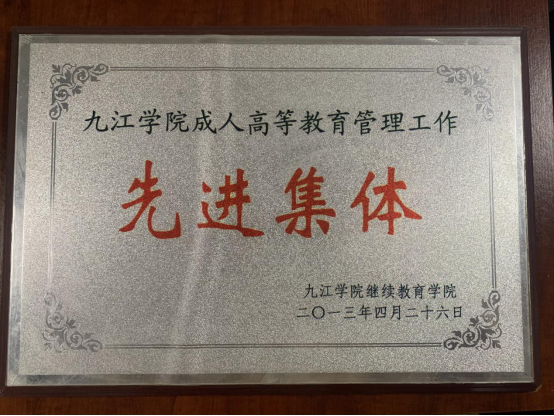 九江学院成人高等教育管理工作
先进集体
九江学院继续教育学院
二〇一三年四月二十六日